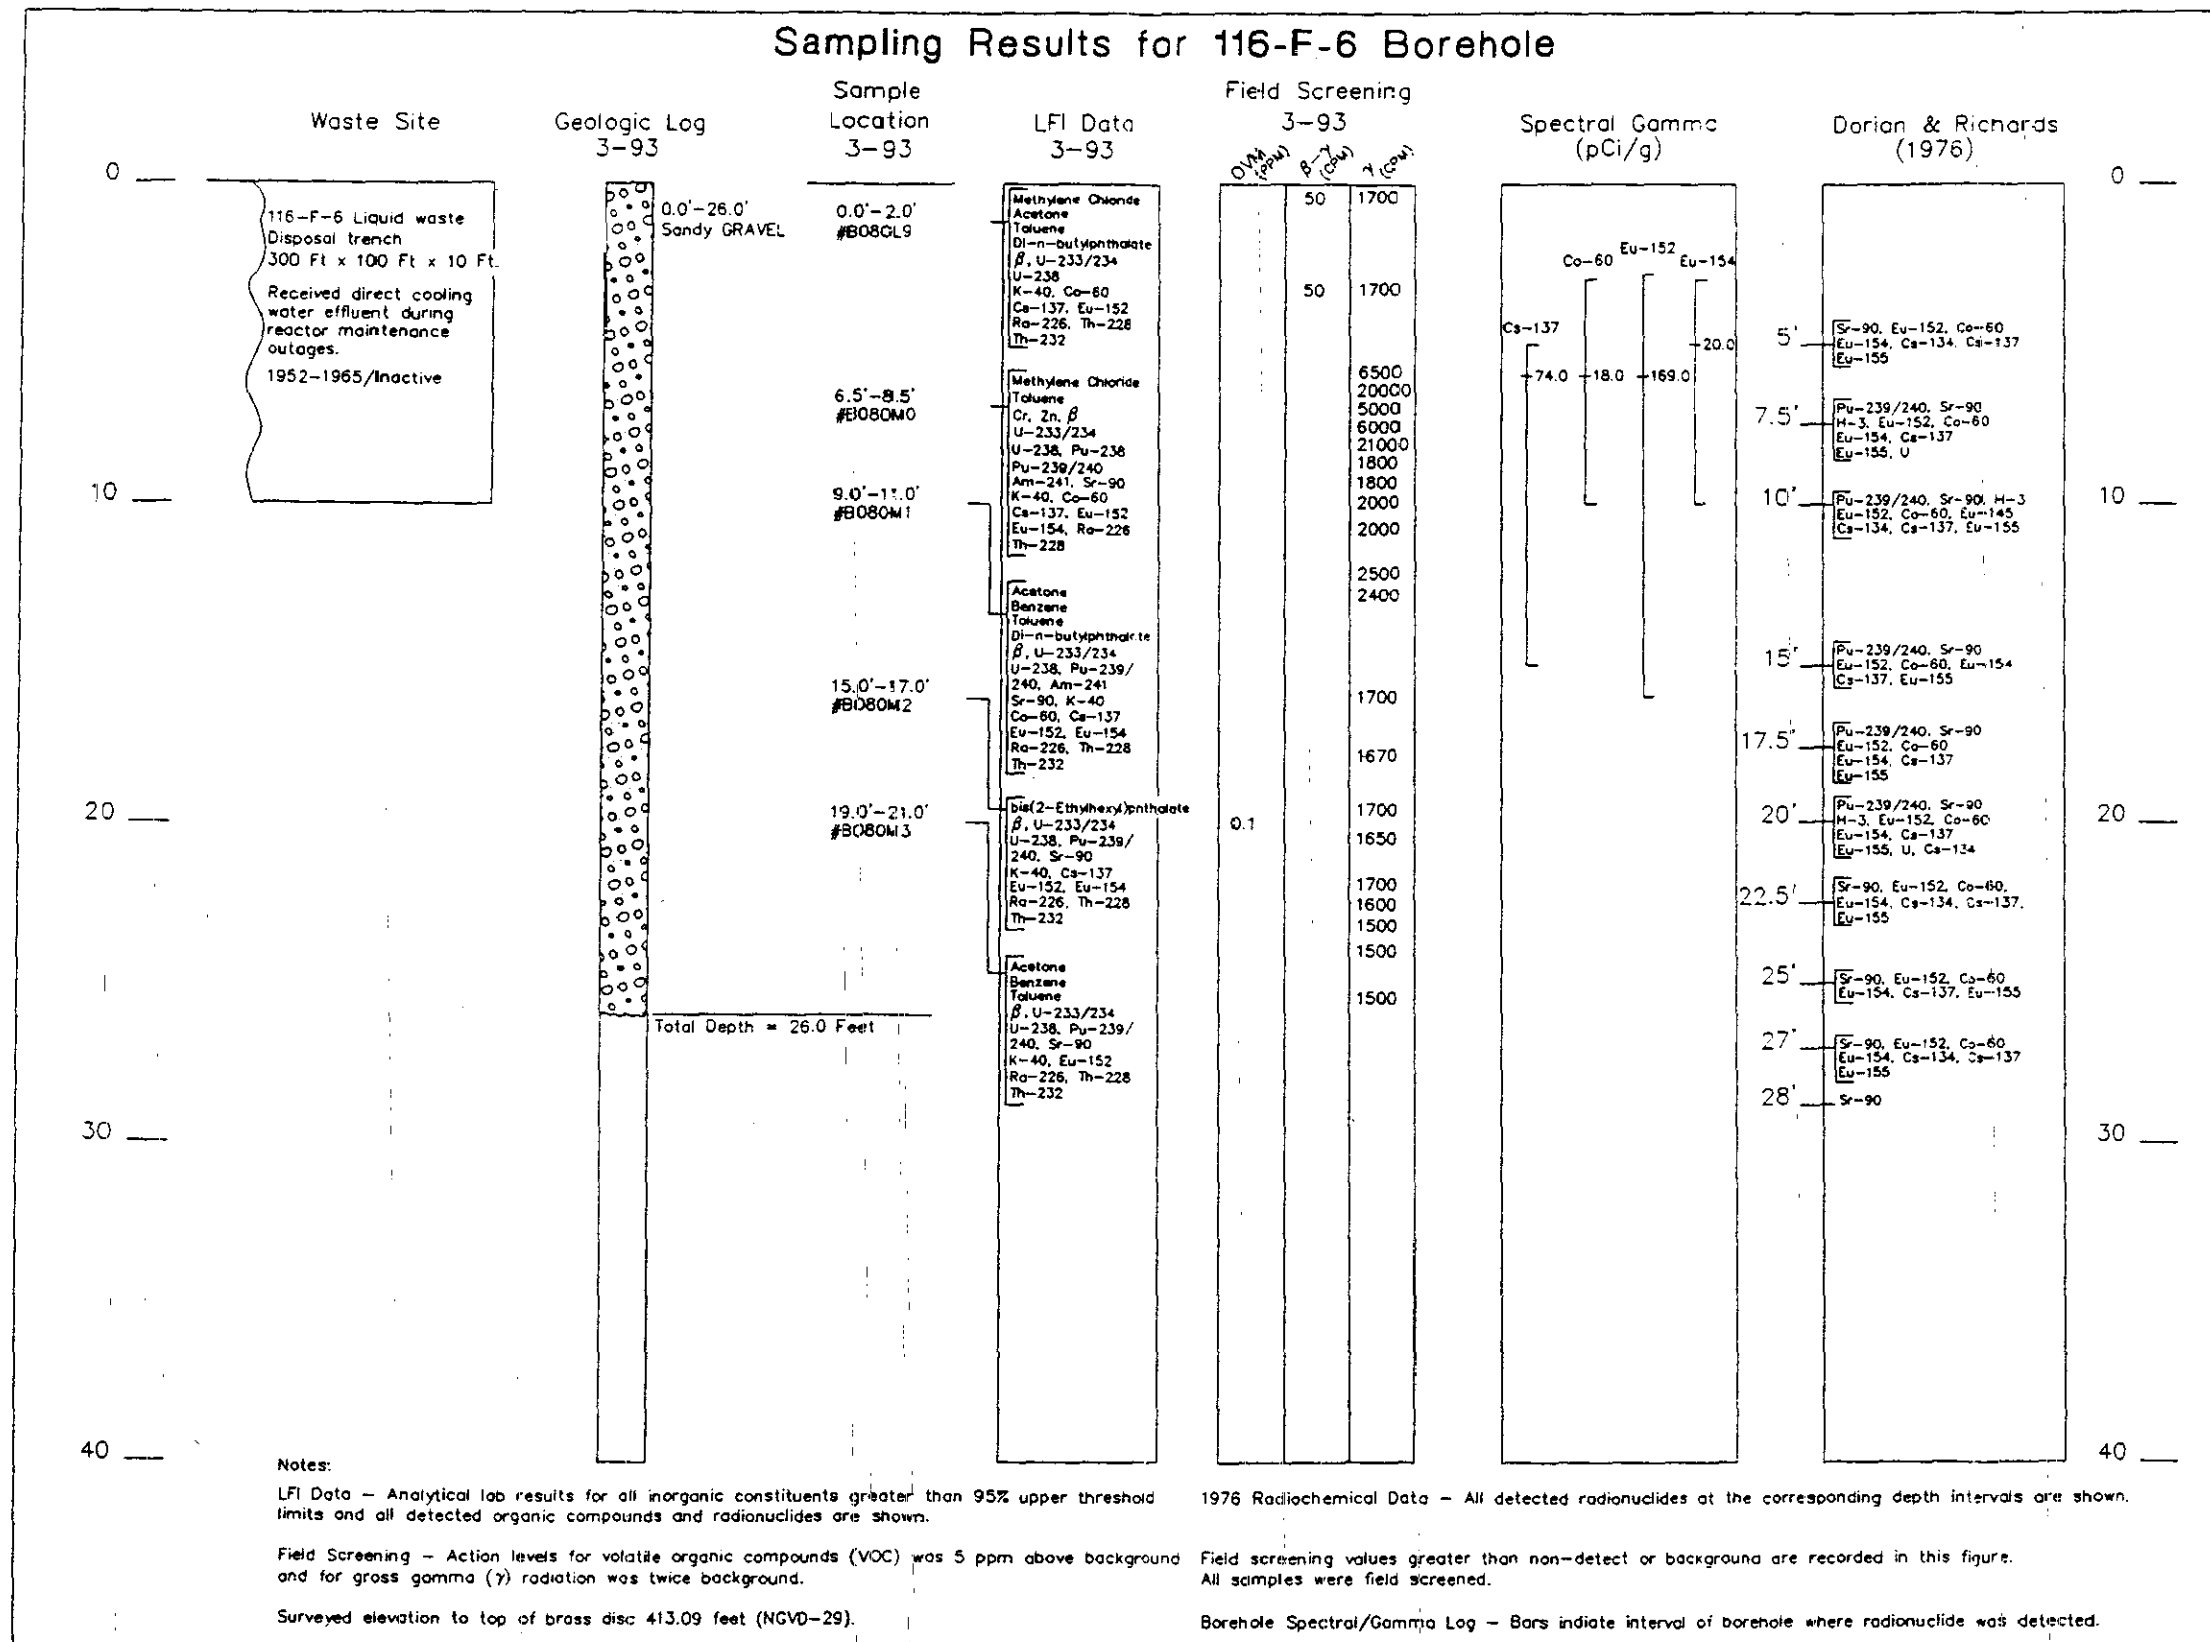 Sampling Results for 116-F-6 Borehole
Waste Site
Geologic Log
3-93
Sample
Location
3-93
LFI Data
3-93
Field Screening
3-93
OVM (PPM)
β-γ (CPM)
γ (CPM)
Spectral Gamma
(pCi/g)
Dorian & Richards
(1976)
0
10
20
30
40
116-F-6 Liquid waste
Disposal trench
300 Ft x 100 Ft x 10 Ft.
Received direct cooling
water effluent during
reactor maintenance
outages.
1952-1965/Inactive
0.0'-26.0'
Sandy GRAVEL
Total Depth = 26.0 Feet
0.0'-2.0'
#B08GL9
6.5'-8.5'
#B080M0
9.0'-11.0'
#B080M1
15.0'-17.0'
#B080M2
19.0'-21.0'
#B080M3
Methylene Chloride
Acetone
Toluene
Di-n-butylphthalate
β, U-233/234
U-238
K-40, Co-60
Cs-137, Eu-152
Ra-226, Th-228
Th-232
Methylene Chloride
Toluene
Cr, Zn, β
U-233/234
U-238, Pu-238
Pu-239/240
Am-241, Sr-90
K-40, Co-60
Cs-137, Eu-152
Eu-154, Ra-226
Th-228
Acetone
Benzene
Toluene
Di-n-butylphthalate
β, U-233/234
U-238, Pu-239/
240, Am-241
Sr-90, K-40
Co-60, Cs-137
Eu-152, Eu-154
Ra-226, Th-228
Th-232
bis(2-Ethylhexyl)phthalate
β, U-233/234
U-238, Pu-239/
240, Sr-90
K-40, Cs-137
Eu-152, Eu-154
Ra-226, Th-228
Th-232
Acetone
Benzene
Toluene
β, U-233/234
U-238, Pu-239/
240, Sr-90
K-40, Eu-152
Ra-226, Th-228
Th-232
0.1
50
50
1700
1700
6500
20000
5000
6000
21000
1800
1800
2000
2000
2500
2400
1700
1670
1700
1650
1700
1600
1500
1500
1500
Cs-137
Co-60
Eu-152
Eu-154
20.0
74.0
18.0
169.0
5'
Sr-90, Eu-152, Co-60
Eu-154, Cs-134, Csi-137
Eu-155
7.5'
Pu-239/240, Sr-90
H-3, Eu-152, Co-60
Eu-154, Cs-137
Eu-155, U
10'
Pu-239/240, Sr-90, H-3
Eu-152, Co-60, Eu-145
Cs-134, Cs-137, Eu-155
15'
Pu-239/240, Sr-90
Eu-152, Co-60, Eu-154
Cs-137, Eu-155
17.5'
Pu-239/240, Sr-90
Eu-152, Co-60
Eu-154, Cs-137
Eu-155
20'
Pu-239/240, Sr-90
H-3, Eu-152, Co-60
Eu-154, Cs-137
Eu-155, U, Cs-134
22.5'
Sr-90, Eu-152, Co-60,
Eu-154, Cs-134, Cs-137,
Eu-155
25'
Sr-90, Eu-152, Co-60
Eu-154, Cs-137, Eu-155
27'
Sr-90, Eu-152, Co-60
Eu-154, Cs-134, Cs-137
Eu-155
28'
Sr-90
0
10
20
30
40
Notes:
LFI Data - Analytical lab results for all inorganic constituents greater than 95% upper threshold
limits and all detected organic compounds and radionuclides are shown.
Field Screening - Action levels for volatile organic compounds (VOC) was 5 ppm above background
and for gross gamma (γ) radiation was twice background.
Surveyed elevation to top of brass disc 413.09 feet (NGVD-29).
1976 Radiochemical Data - All detected radionuclides at the corresponding depth intervals are shown.
Field screening values greater than non-detect or background are recorded in this figure.
All samples were field screened.
Borehole Spectral/Gamma Log - Bars indiate interval of borehole where radionuclide was detected.